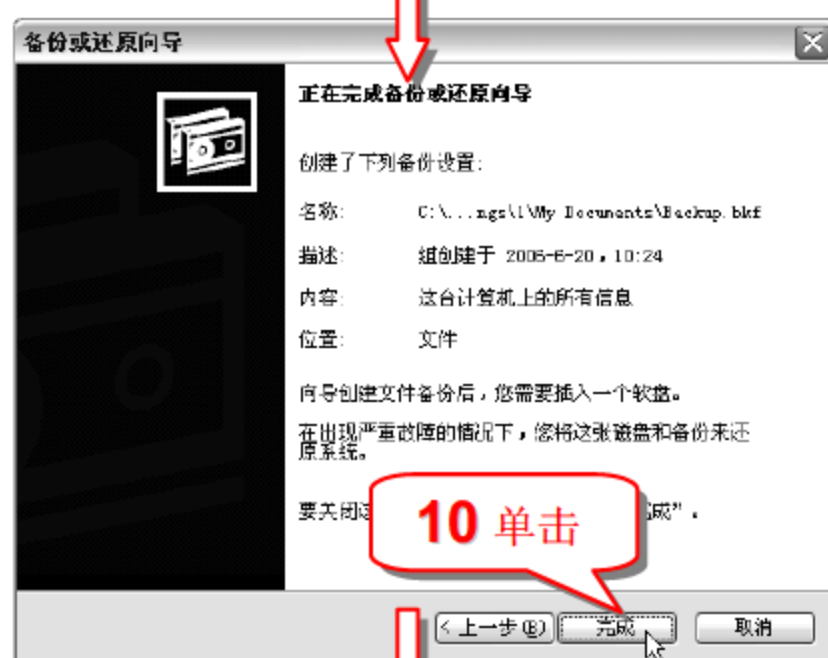 备份或还原向导
正在完成备份或还原向导
创建了下列备份设置:
名称: C:\...ngs\1\My Documents\Backup.bkf
描述: 组创建于 2006-6-20,10:24
内容: 这台计算机上的所有信息
位置: 文件
向导创建文件备份后,您需要插入一个软盘。
在出现严重故障的情况下,您将这张磁盘和备份来还
原系统。
要关闭这 成”.
10 单击
< 上一步(B) 完成 取消